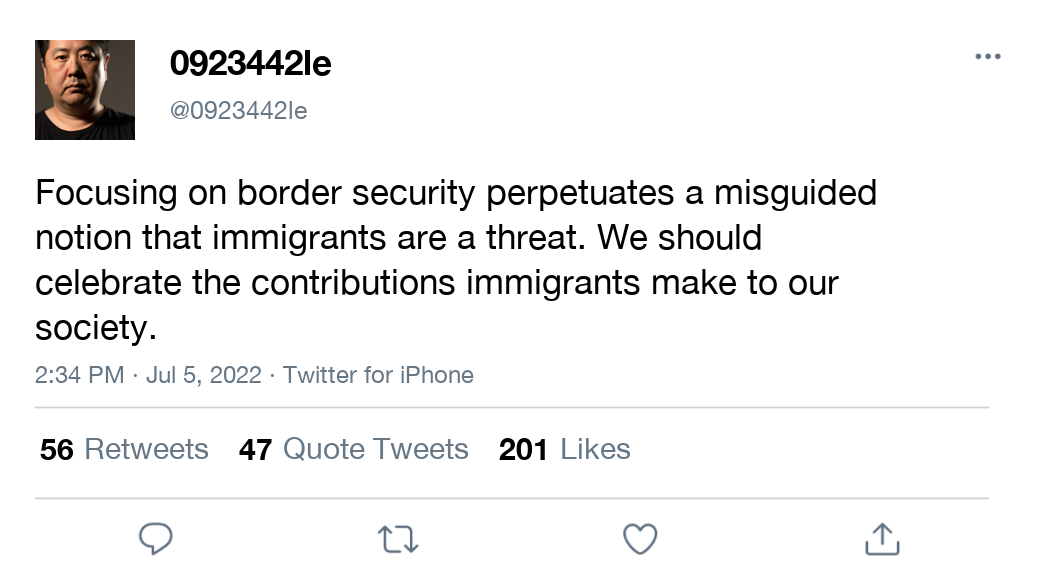 0923442le
@0923442le
Focusing on border security perpetuates a misguided
notion that immigrants are a threat. We should
celebrate the contributions immigrants make to our
society.
2:34 PM · Jul 5, 2022 · Twitter for iPhone
56 Retweets 47 Quote Tweets 201 Likes